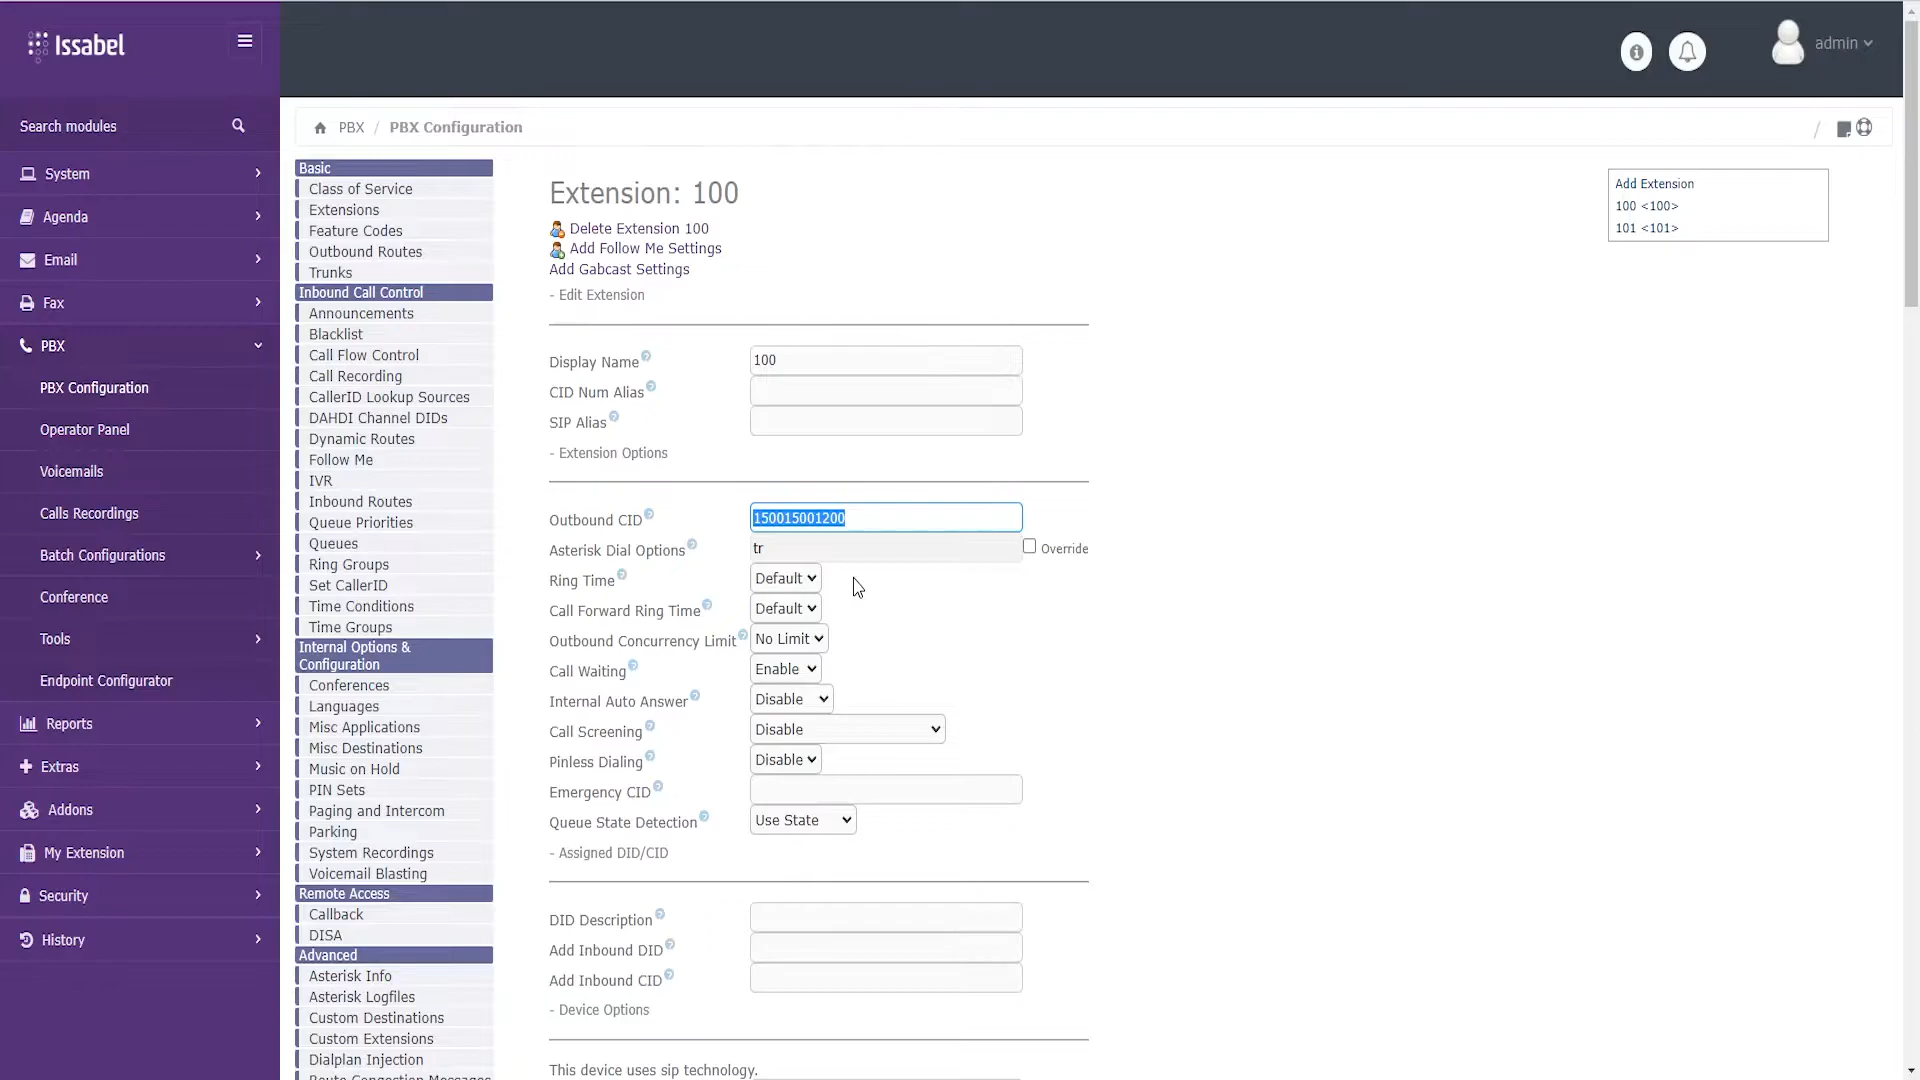 Issabel
admin
Search modules
System
Agenda
Email
Fax
PBX
PBX Configuration
Operator Panel
Voicemails
Calls Recordings
Batch Configurations
Conference
Tools
Endpoint Configurator
Reports
Extras
Addons
My Extension
Security
History
PBX / PBX Configuration /
Basic
Class of Service
Extensions
Feature Codes
Outbound Routes
Trunks
Inbound Call Control
Announcements
Blacklist
Call Flow Control
Call Recording
CallerID Lookup Sources
DAHDI Channel DIDs
Dynamic Routes
Follow Me
IVR
Inbound Routes
Queue Priorities
Queues
Ring Groups
Set CallerID
Time Conditions
Time Groups
Internal Options &
Configuration
Conferences
Languages
Misc Applications
Misc Destinations
Music on Hold
PIN Sets
Paging and Intercom
Parking
System Recordings
Voicemail Blasting
Remote Access
Callback
DISA
Advanced
Asterisk Info
Asterisk Logfiles
Custom Destinations
Custom Extensions
Dialplan Injection
Route Congestion Messages
Extension: 100
Delete Extension 100
Add Follow Me Settings
Add Gabcast Settings
- Edit Extension
Display Name 100
CID Num Alias
SIP Alias
- Extension Options
Outbound CID 150015001200
Asterisk Dial Options tr Override
Ring Time Default
Call Forward Ring Time Default
Outbound Concurrency Limit No Limit
Call Waiting Enable
Internal Auto Answer Disable
Call Screening Disable
Pinless Dialing Disable
Emergency CID
Queue State Detection Use State
- Assigned DID/CID
DID Description
Add Inbound DID
Add Inbound CID
- Device Options
This device uses sip technology.
Add Extension
100 <100>
101 <101>